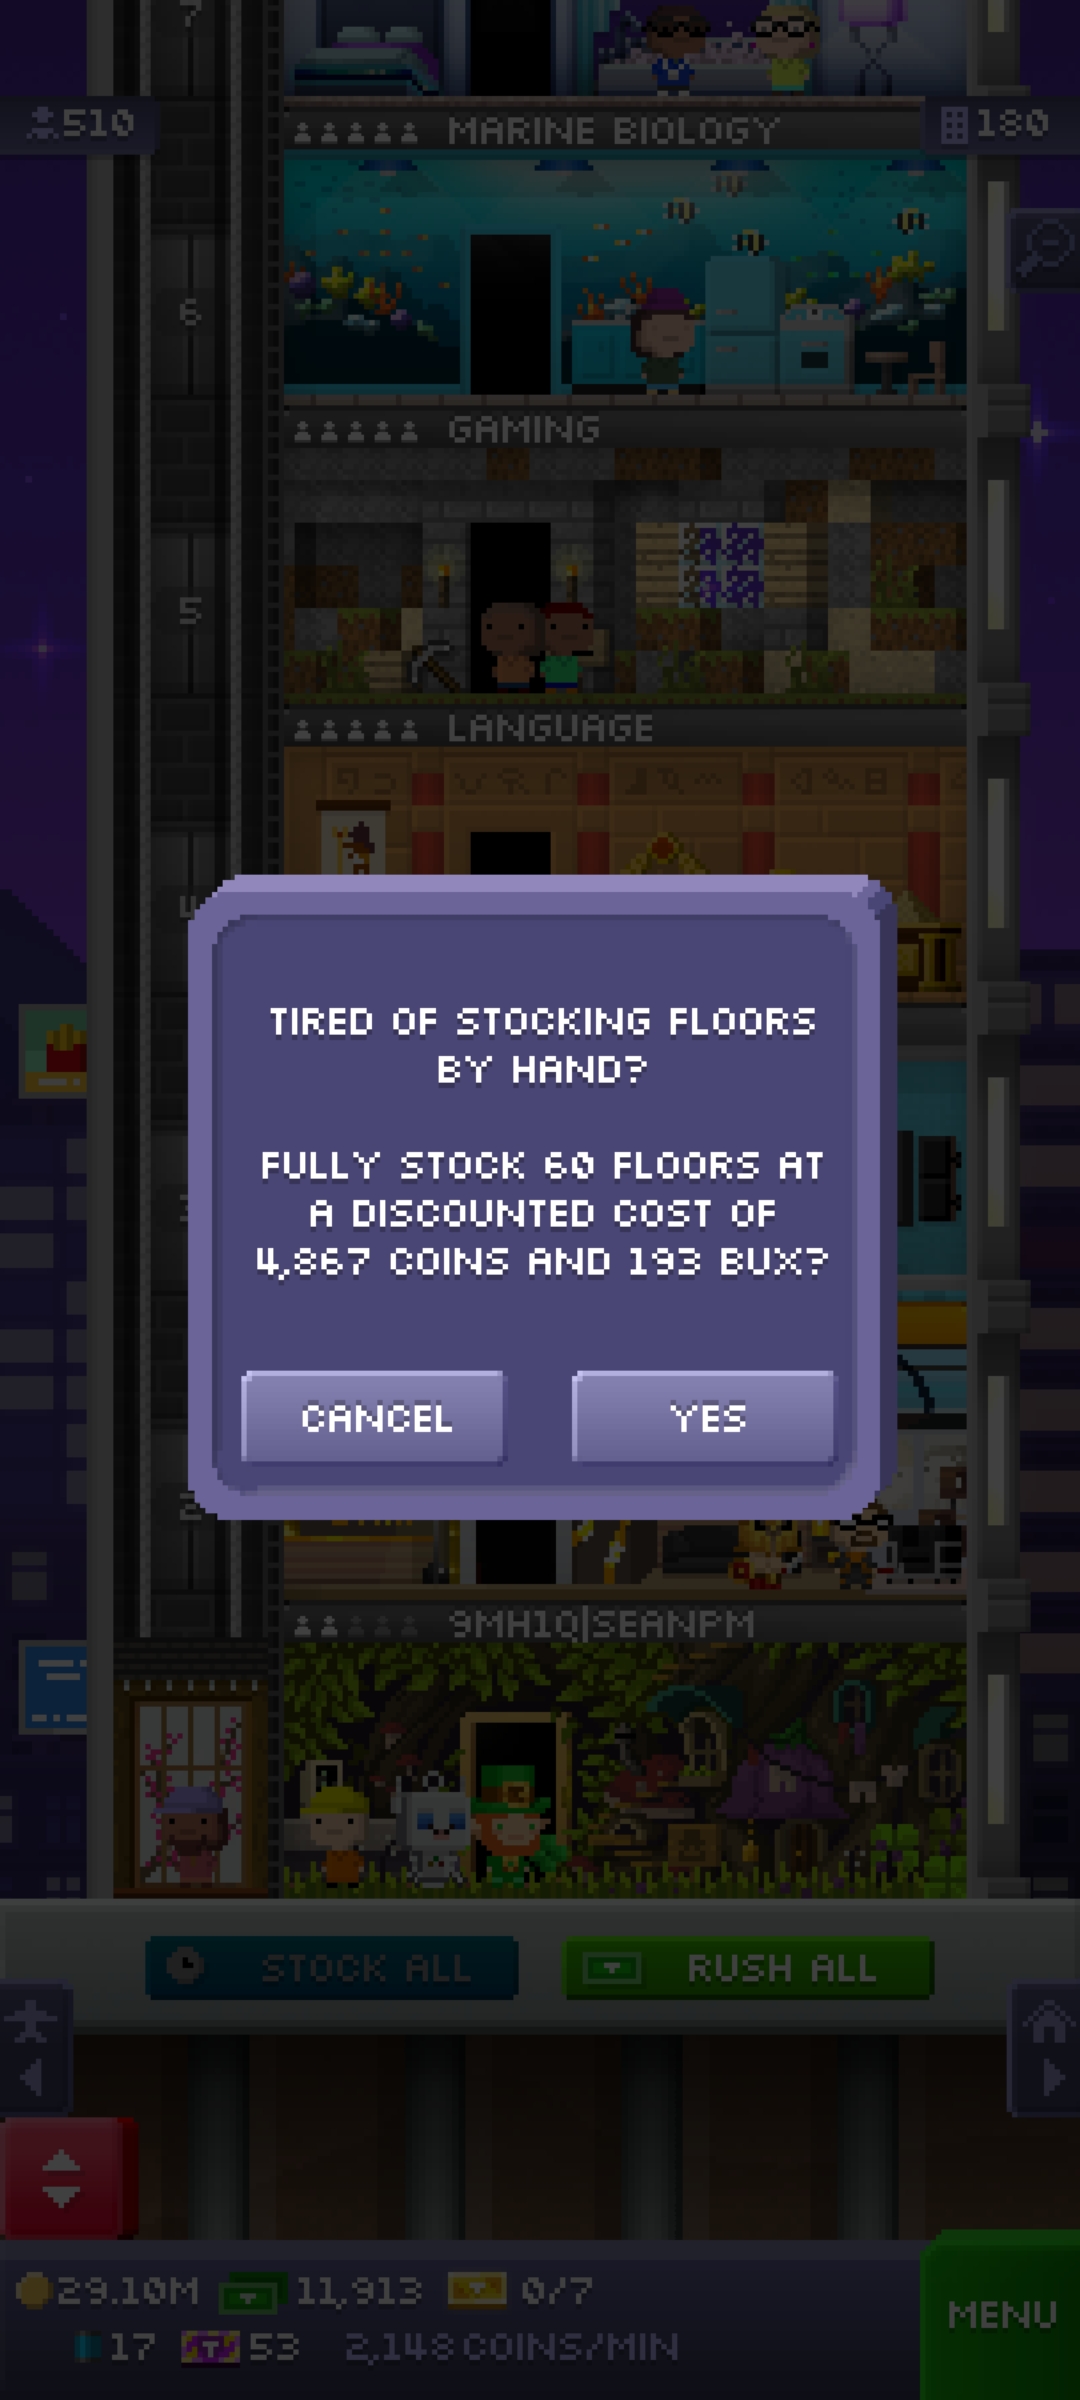 7
510
MARINE BIOLOGY
180
6
GAMING
5
LANGUAGE
4
TIRED OF STOCKING FLOORS
BY HAND?
FULLY STOCK 60 FLOORS AT
A DISCOUNTED COST OF
4,867 COINS AND 193 BUX?
CANCEL
YES
2
9MH1Q|SEANPM
STOCK ALL
RUSH ALL
29.10M
11,913
0/7
17
T
53
2,148 COINS/MIN
MENU